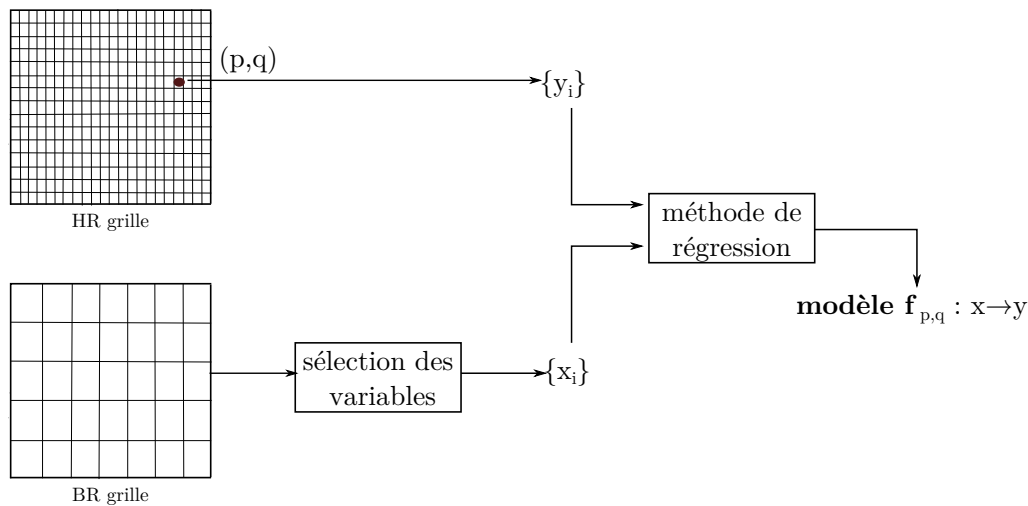 (p,q)
{yᵢ}
HR grille
méthode de
régression
modèle f p,q : x→y
sélection des
variables
{xᵢ}
BR grille